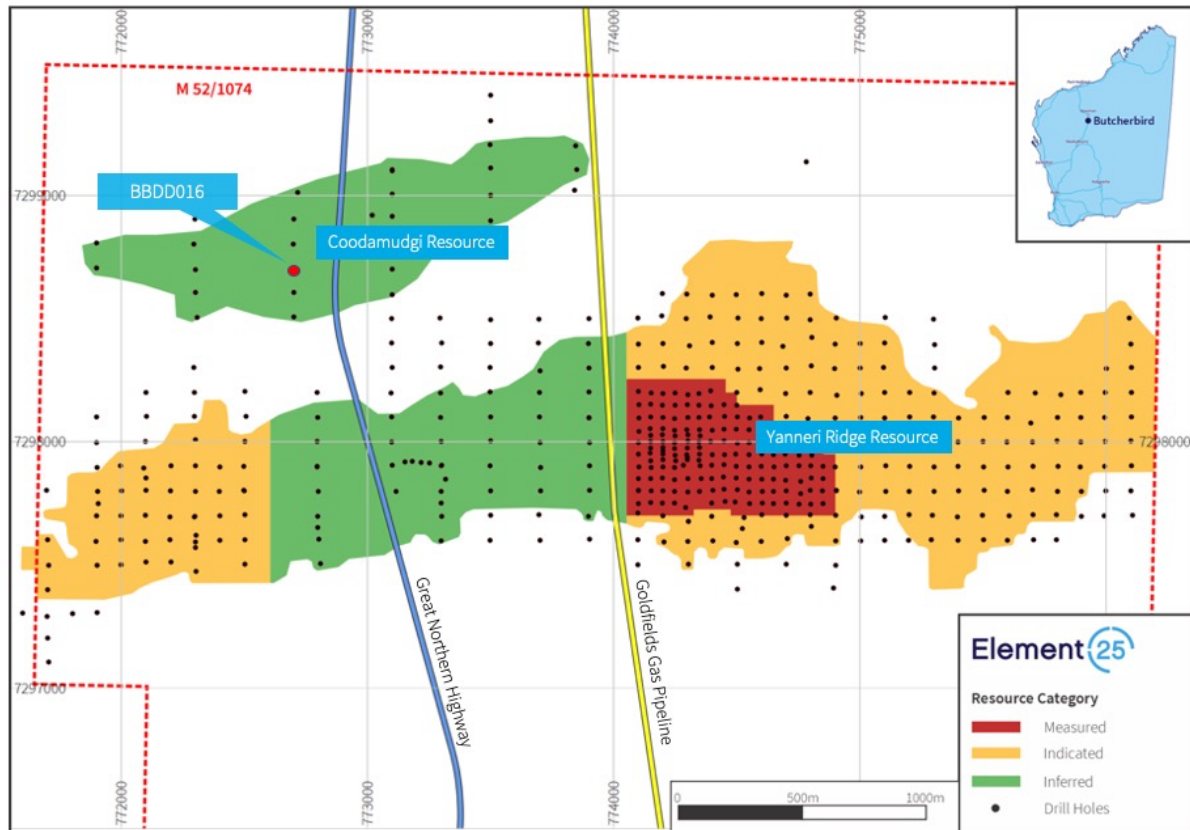 772000
773000
774000
775000
M 52/1074
Butcherbird
BBDD016
7299000
Coodamudgi Resource
7298000
Yanneri Ridge Resource
7298000
Great Northern Highway
Goldfields Gas Pipeline
7297000
772000
773000
774000
0
500m
1000m
Element 25
Resource Category
Measured
Indicated
Inferred
Drill Holes